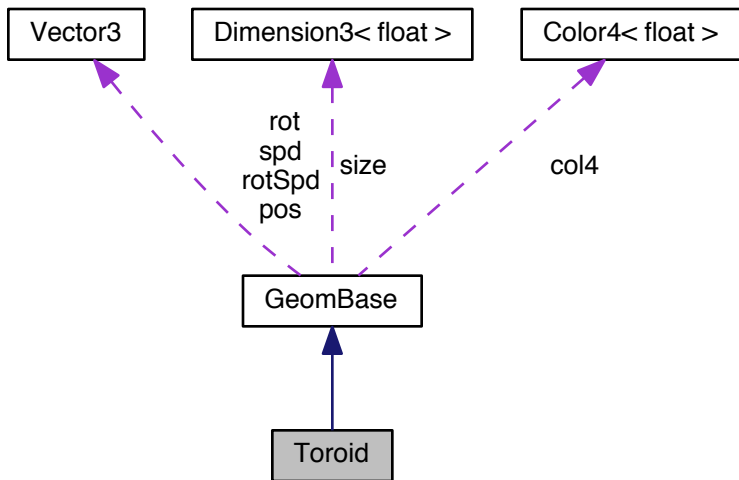 Vector3
Dimension3< float >
Color4< float >
rot
spd
rotSpd
pos
size
col4
GeomBase
Toroid